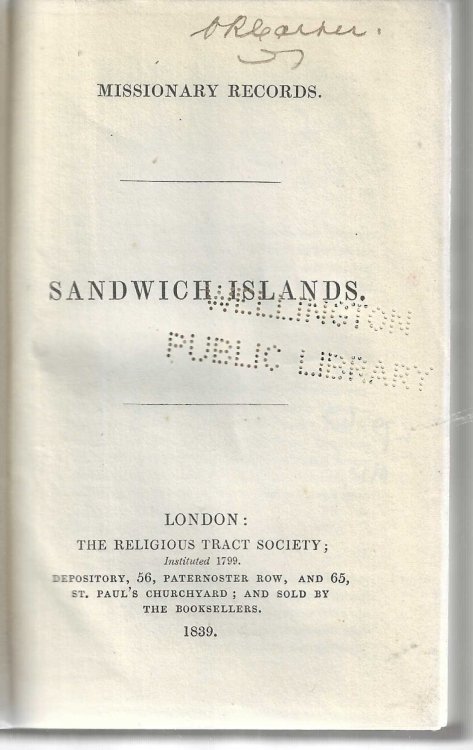 MISSIONARY RECORDS.
SANDWICH ISLANDS.
WELLINGTON
PUBLIC LIBRARY
LONDON:
THE RELIGIOUS TRACT SOCIETY;
Instituted 1799.
DEPOSITORY, 56, PATERNOSTER ROW, AND 65,
ST. PAUL'S CHURCHYARD; AND SOLD BY
THE BOOKSELLERS.
1839.